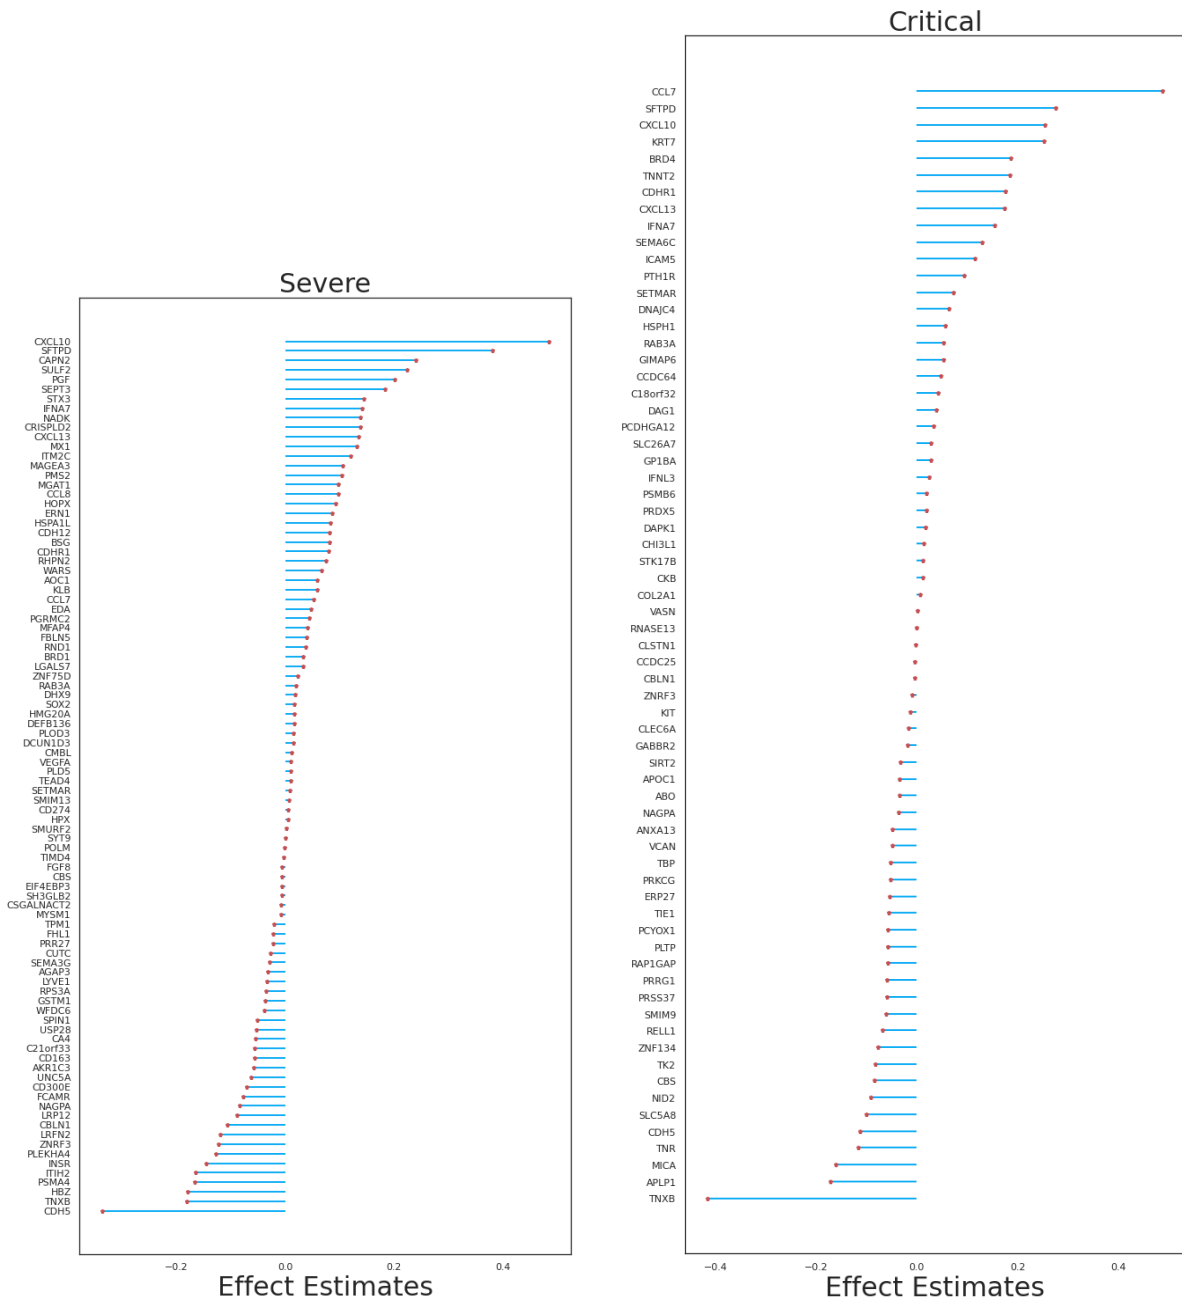 Severe
CXCL10
SFTPD
CAPN2
SULF2
PGF
SEPT3
STX3
IFNA7
NADK
CRISPLD2
CXCL13
MX1
ITM2C
MAGEA3
PMS2
MGAT1
CCL8
HOPX
ERN1
HSPA1L
CDH12
BSG
CDHR1
RHPN2
WARS
AOC1
KLB
CCL7
EDA
PGRMC2
MFAP4
FBLN5
RND1
BRD1
LGALS7
ZNF75D
RAB3A
DHX9
SOX2
HMG20A
DEFB136
PLOD3
DCUN1D3
CMBL
VEGFA
PLD5
TEAD4
SETMAR
SMIM13
CD274
HPX
SMURF2
SYT9
POLM
TIMD4
FGF8
CBS
EIF4EBP3
SH3GLB2
CSGALNACT2
MYSM1
TPM1
FHL1
PRR27
CUTC
SEMA3G
AGAP3
LYVE1
RPS3A
GSTM1
WFDC6
SPIN1
USP28
CA4
C21orf33
CD163
AKR1C3
UNC5A
CD300E
FCAMR
NAGPA
LRP12
CBLN1
LRFN2
ZNRF3
PLEKHA4
INSR
ITIH2
PSMA4
HBZ
TNXB
CDH5
−0.2 0.0 0.2 0.4
Effect Estimates
Critical
CCL7
SFTPD
CXCL10
KRT7
BRD4
TNNT2
CDHR1
CXCL13
IFNA7
SEMA6C
ICAM5
PTH1R
SETMAR
DNAJC4
HSPH1
RAB3A
GIMAP6
CCDC64
C18orf32
DAG1
PCDHGA12
SLC26A7
GP1BA
IFNL3
PSMB6
PRDX5
DAPK1
CHI3L1
STK17B
CKB
COL2A1
VASN
RNASE13
CLSTN1
CCDC25
CBLN1
ZNRF3
KIT
CLEC6A
GABBR2
SIRT2
APOC1
ABO
NAGPA
ANXA13
VCAN
TBP
PRKCG
ERP27
TIE1
PCYOX1
PLTP
RAP1GAP
PRRG1
PRSS37
SMIM9
RELL1
ZNF134
TK2
CBS
NID2
SLC5A8
CDH5
TNR
MICA
APLP1
TNXB
−0.4 −0.2 0.0 0.2 0.4
Effect Estimates